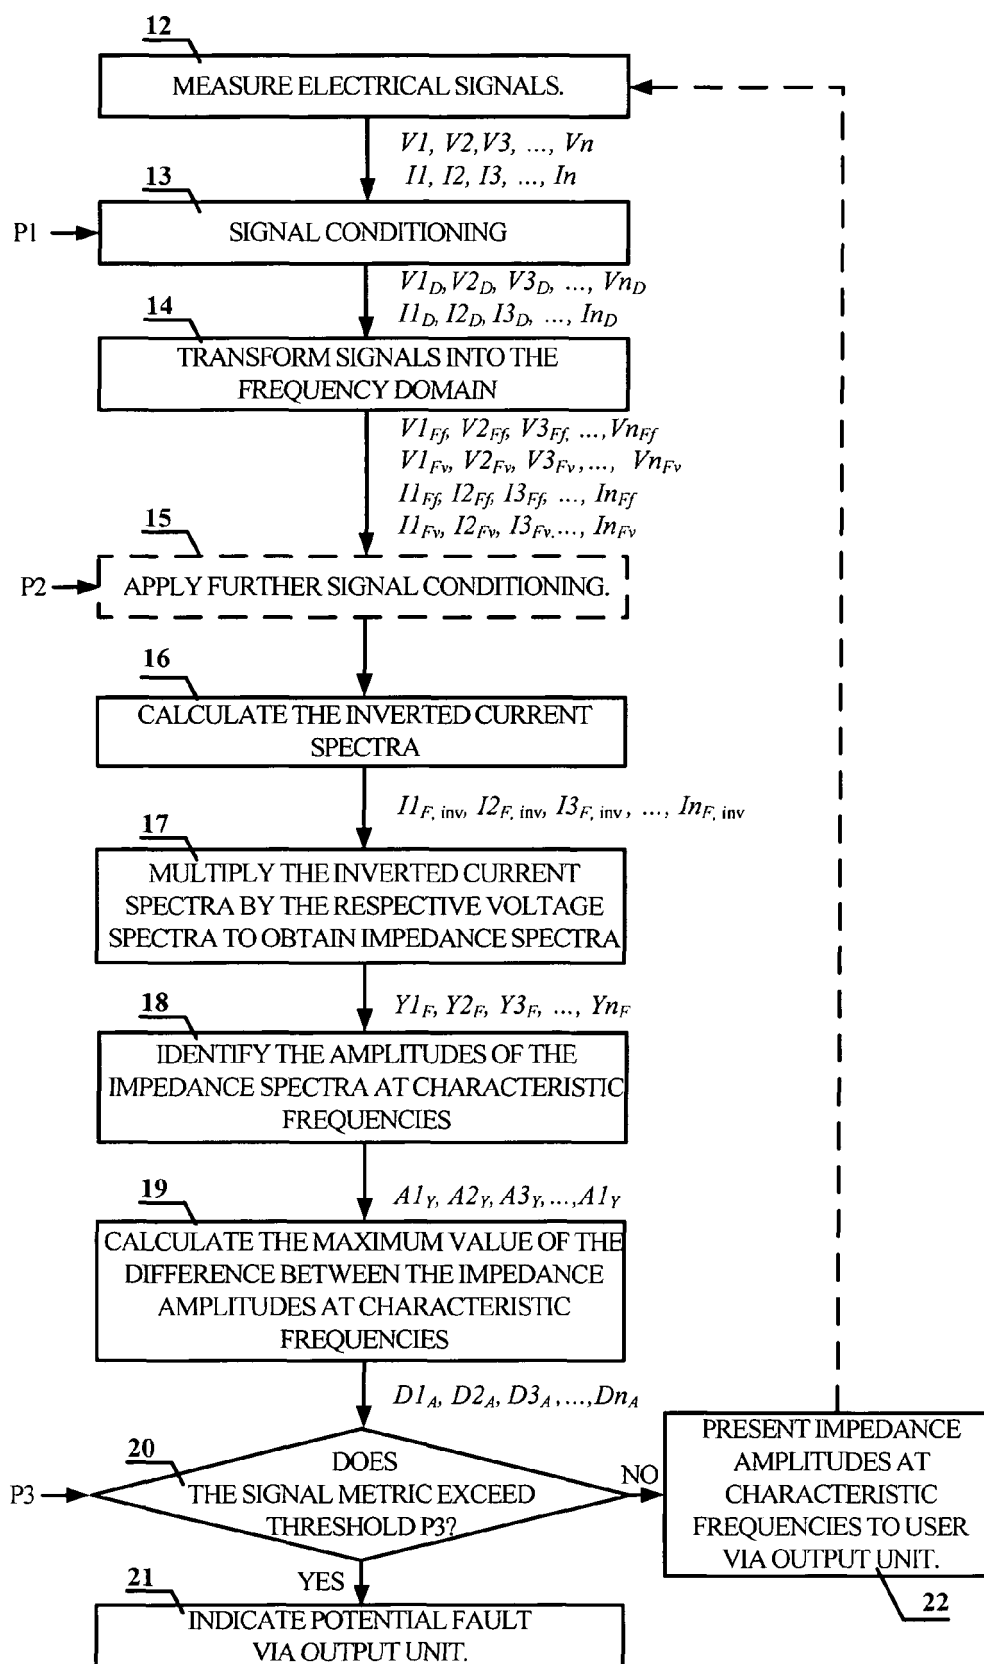 12
MEASURE ELECTRICAL SIGNALS.
V1, V2,V3, ..., Vn
I1, I2, I3, ..., In
13
P1
SIGNAL CONDITIONING
V1D, V2D, V3D, ..., VnD
I1D, I2D, I3D, ..., InD
14
TRANSFORM SIGNALS INTO THE
FREQUENCY DOMAIN
V1Ff, V2Ff, V3Ff, ...,VnFf
V1Fv, V2Fv, V3Fv,..., VnFv
I1Ff, I2Ff, I3Ff, ..., InFf
I1Fv, I2Fv, I3Fv,..., InFv
15
P2
APPLY FURTHER SIGNAL CONDITIONING.
16
CALCULATE THE INVERTED CURRENT
SPECTRA
I1F, inv, I2F, inv, I3F, inv, ..., InF, inv
17
MULTIPLY THE INVERTED CURRENT
SPECTRA BY THE RESPECTIVE VOLTAGE
SPECTRA TO OBTAIN IMPEDANCE SPECTRA
Y1F, Y2F, Y3F, ..., YnF
18
IDENTIFY THE AMPLITUDES OF THE
IMPEDANCE SPECTRA AT CHARACTERISTIC
FREQUENCIES
A1Y, A2Y, A3Y,...,A1Y
19
CALCULATE THE MAXIMUM VALUE OF THE
DIFFERENCE BETWEEN THE IMPEDANCE
AMPLITUDES AT CHARACTERISTIC
FREQUENCIES
D1A, D2A, D3A,...,DnA
20
P3
DOES
THE SIGNAL METRIC EXCEED
THRESHOLD P3?
NO
PRESENT IMPEDANCE
AMPLITUDES AT
CHARACTERISTIC
FREQUENCIES TO USER
VIA OUTPUT UNIT.
22
YES
21
INDICATE POTENTIAL FAULT
VIA OUTPUT UNIT.